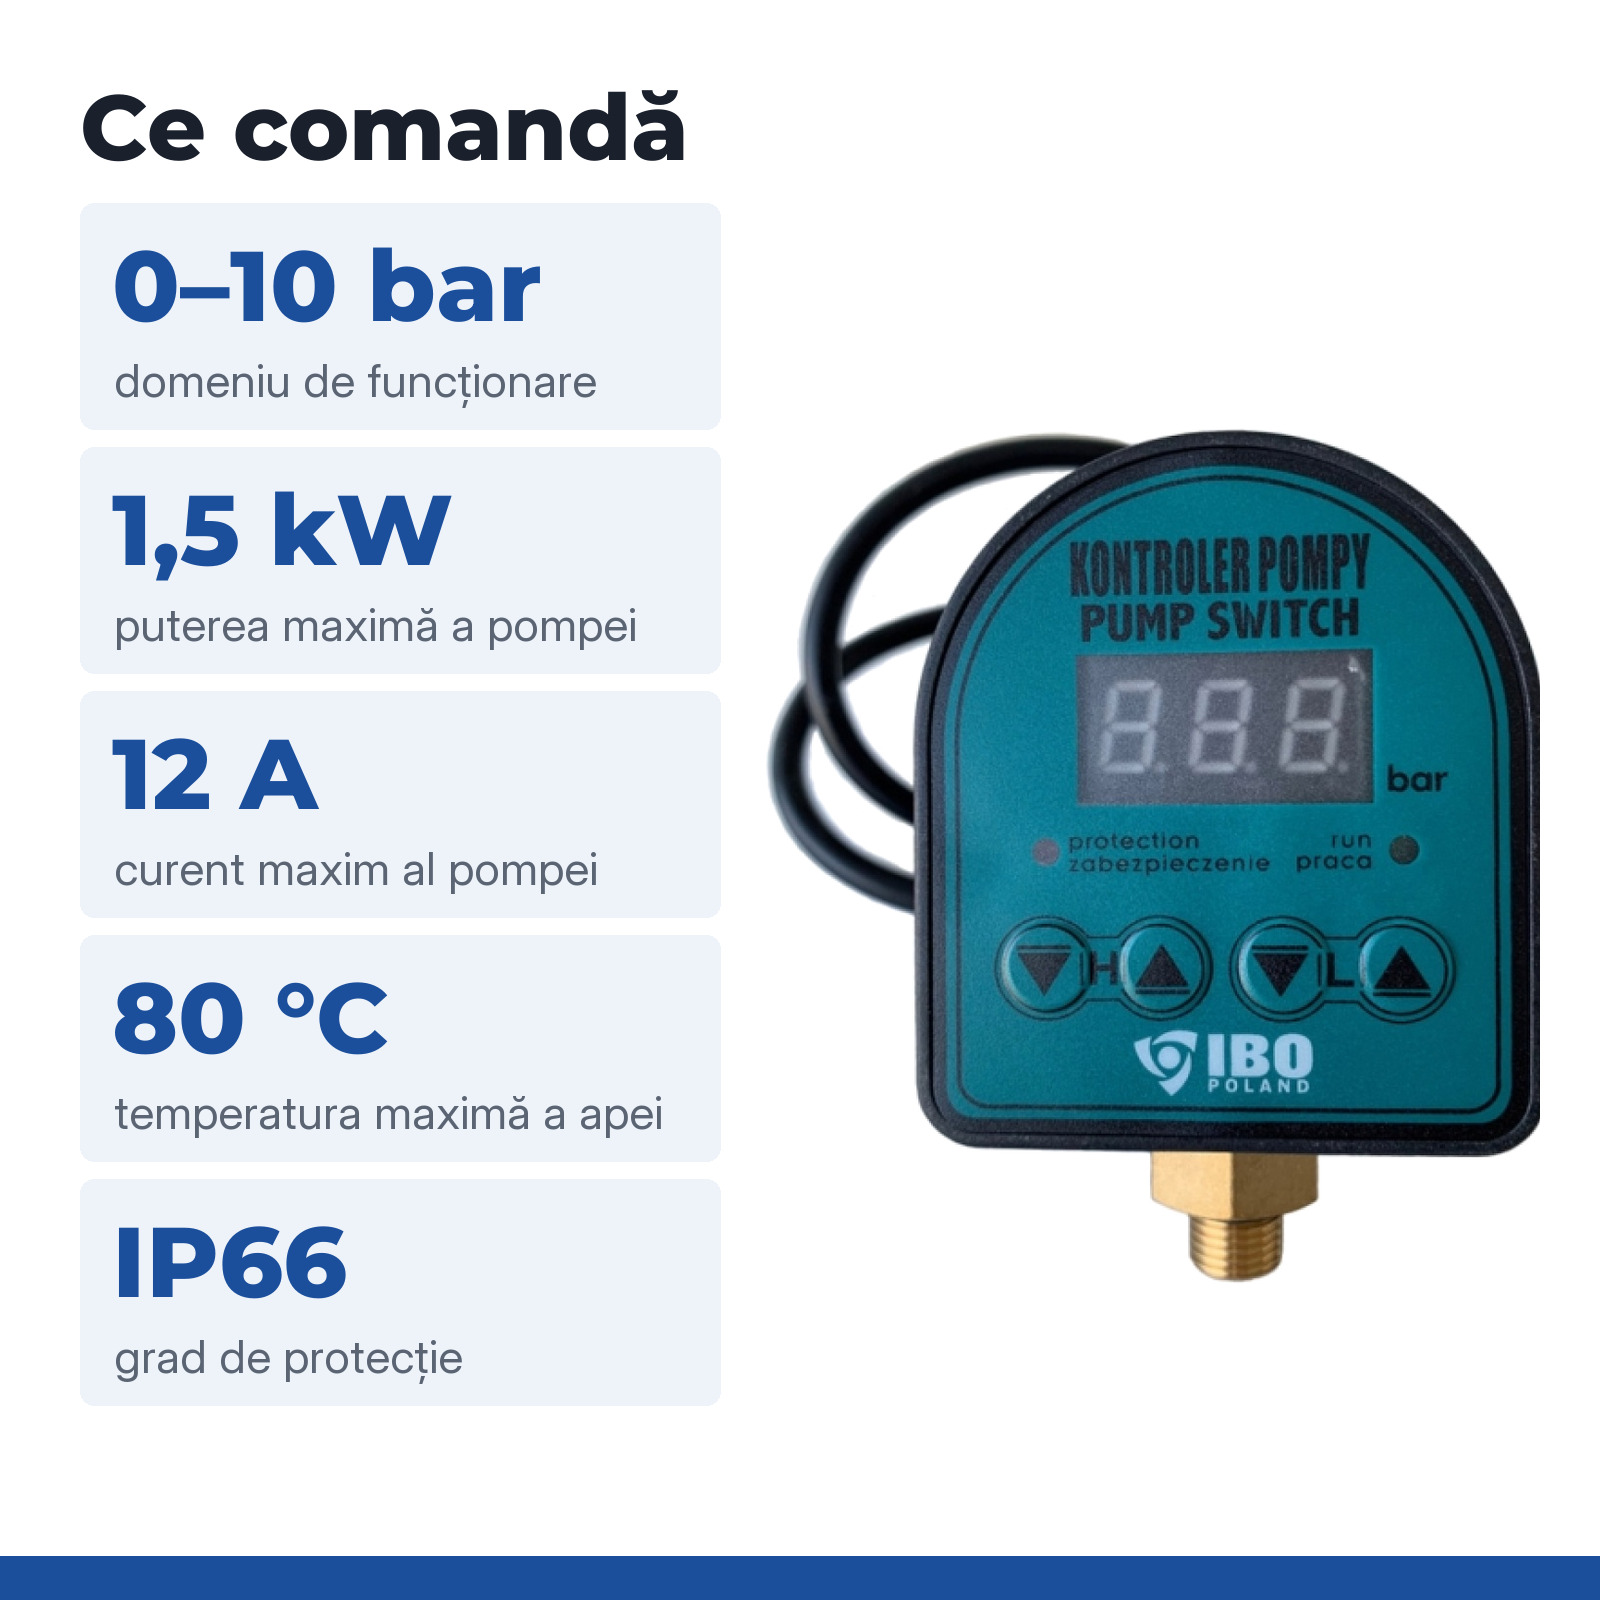 Ce comandă
0–10 bar
domeniu de funcționare
1,5 kW
puterea maximă a pompei
12 A
curent maxim al pompei
80 °C
temperatura maximă a apei
IP66
grad de protecție
KONTROLER POMPY
PUMP SWITCH
8.8.8.
bar
protection
zabezpieczenie
run
praca
H
L
IBO
POLAND